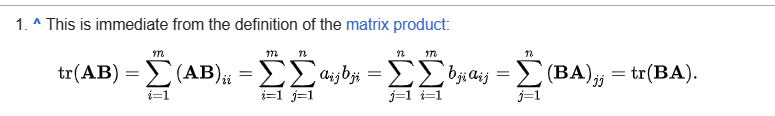 1. ^ This is immediate from the definition of the matrix product:
tr(AB) = ∑_{i=1}^{m} (AB)_{ii} = ∑_{i=1}^{m} ∑_{j=1}^{n} a_{ij} b_{ji} = ∑_{j=1}^{n} ∑_{i=1}^{m} b_{ji} a_{ij} = ∑_{j=1}^{n} (BA)_{jj} = tr(BA).